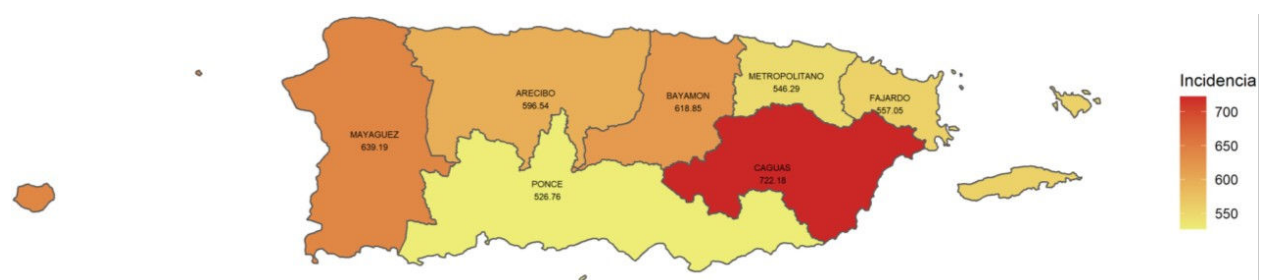 METROPOLITANO
546.29
ARECIBO
596.54
BAYAMON
618.85
FAJARDO
557.05
MAYAGUEZ
639.19
CAGUAS
722.18
PONCE
526.76
Incidencia
700
650
600
550